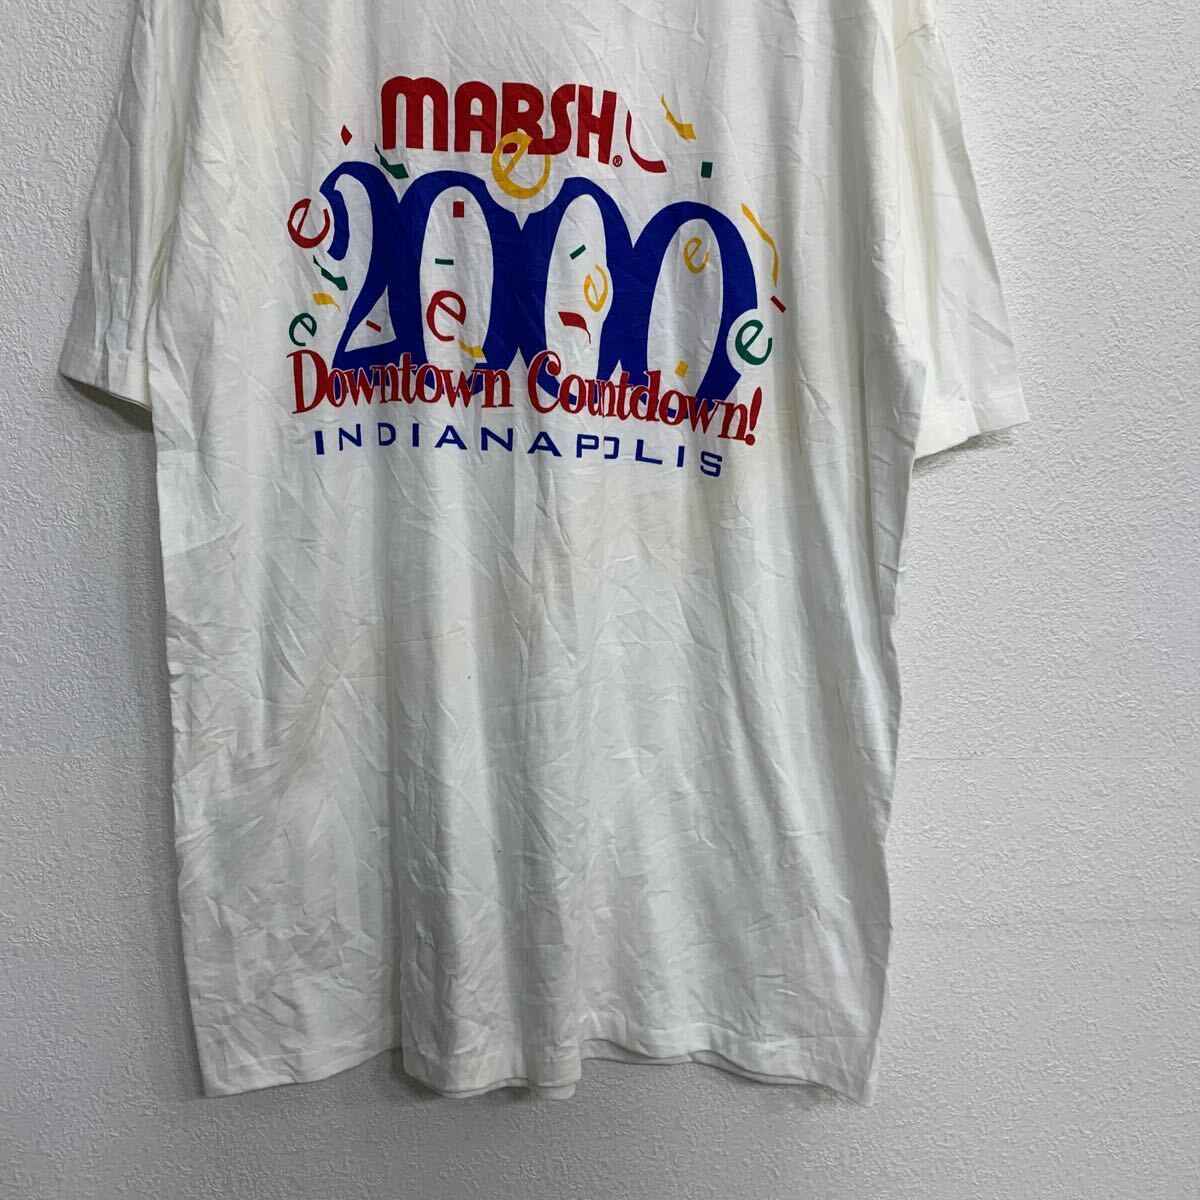 MARSH.®
2000
Downtown Countdown!
INDIANAPOLIS